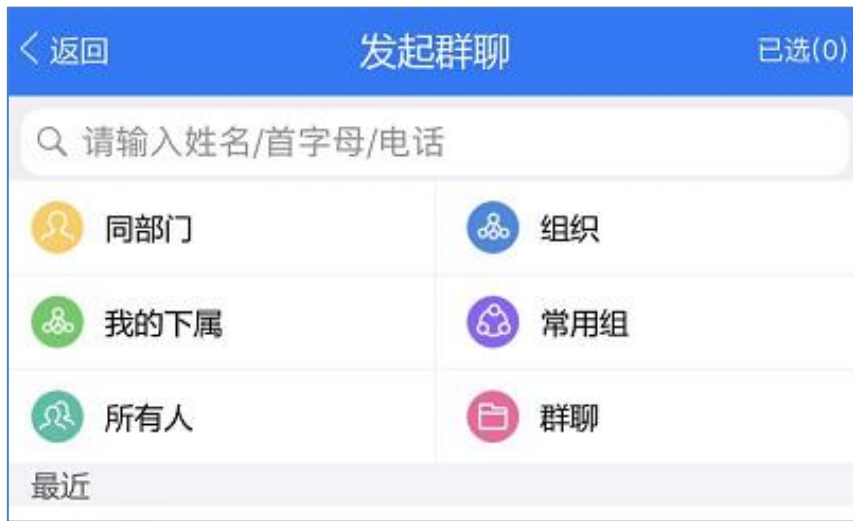 返回 发起群聊 已选(0)
请输入姓名/首字母/电话
同部门 组织
我的下属 常用组
所有人 群聊
最近